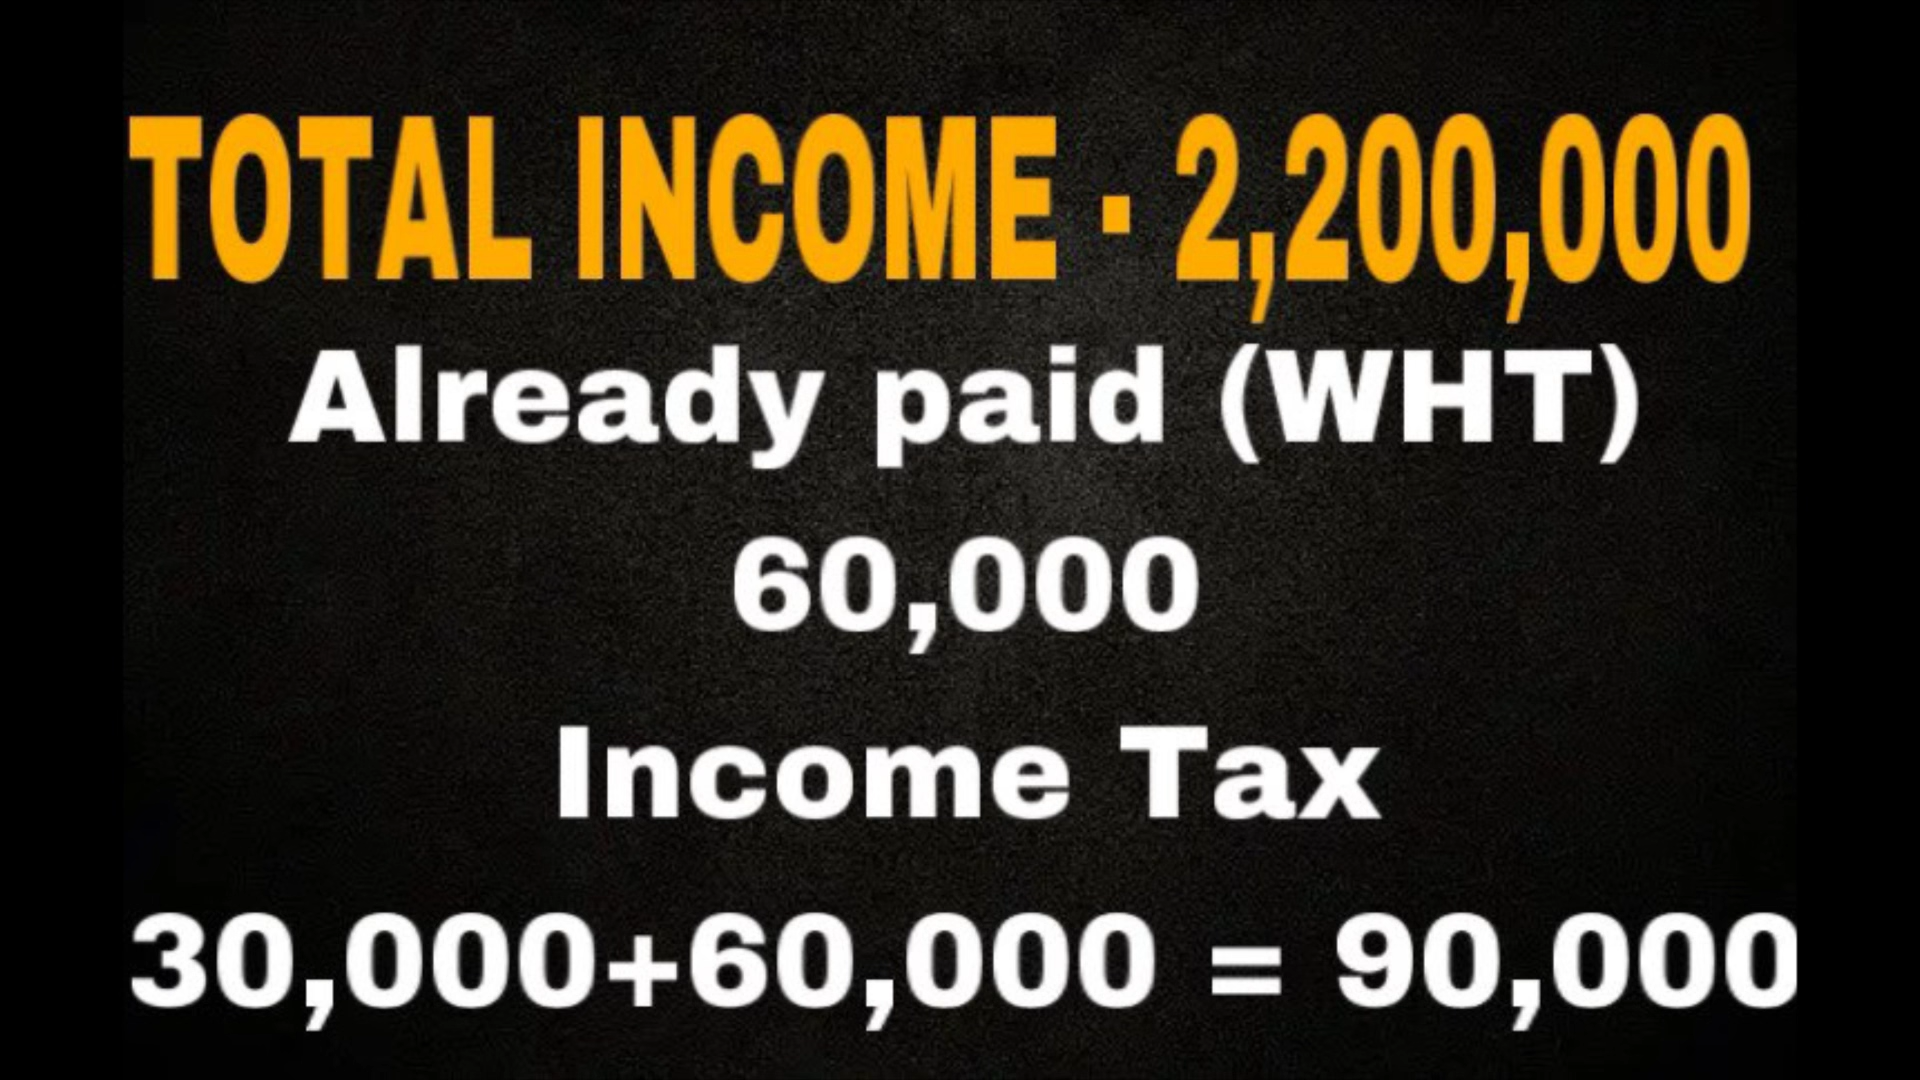 TOTAL INCOME - 2,200,000
Already paid (WHT)
60,000
Income Tax
30,000+60,000 = 90,000